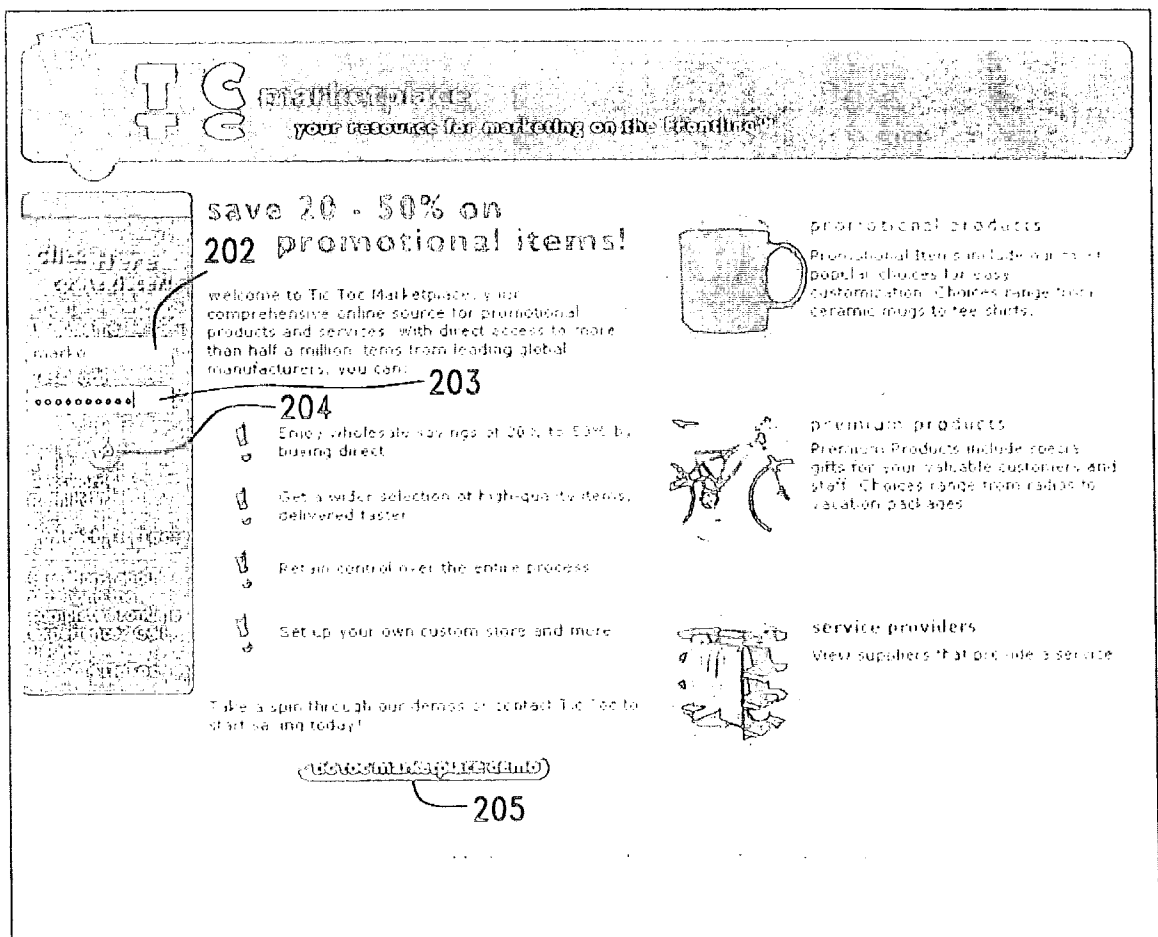 T C marketplace
your resource for marketing on the frontline
save 20 - 50% on
promotional items!
202
welcome to Tic Toc Marketplace, your
comprehensive online source for promotional
products and services. With direct access to more
than half a million items from leading global
manufacturers, you can:
203
204
Enjoy wholesale savings of 20% to 50% by
buying direct
Get a wider selection of high-quality items,
delivered faster
Retain control over the entire process
Set up your own custom store and more
Take a spin through our demos or contact Tic Toc to
start saving today!
tic toc marketplace demo
205
promotional products
Promotional Items include our most
popular choices for easy
customization. Choices range from
ceramic mugs to tee shirts.
premium products
Premium Products include special
gifts for your valuable customers and
staff. Choices range from radios to
vacation packages
service providers
View suppliers that provide a service